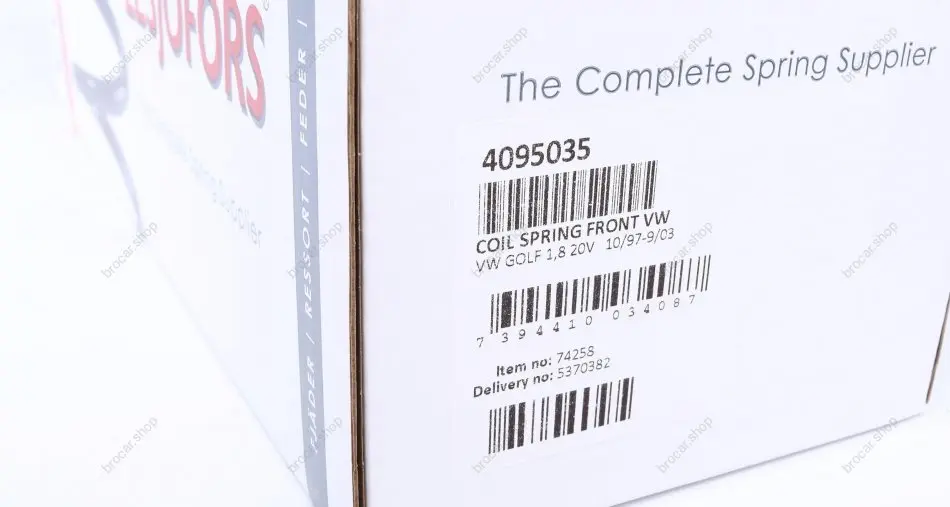 LESJÖFORS
FJÄDER | RESSORT | FEDER |
The Complete Spring Supplier
4095035
COIL SPRING FRONT VW
VW GOLF 1,8 20V 10/97-9/03
7 394410 034087
Item no: 74258
Delivery no: 5370382
brocar.shop